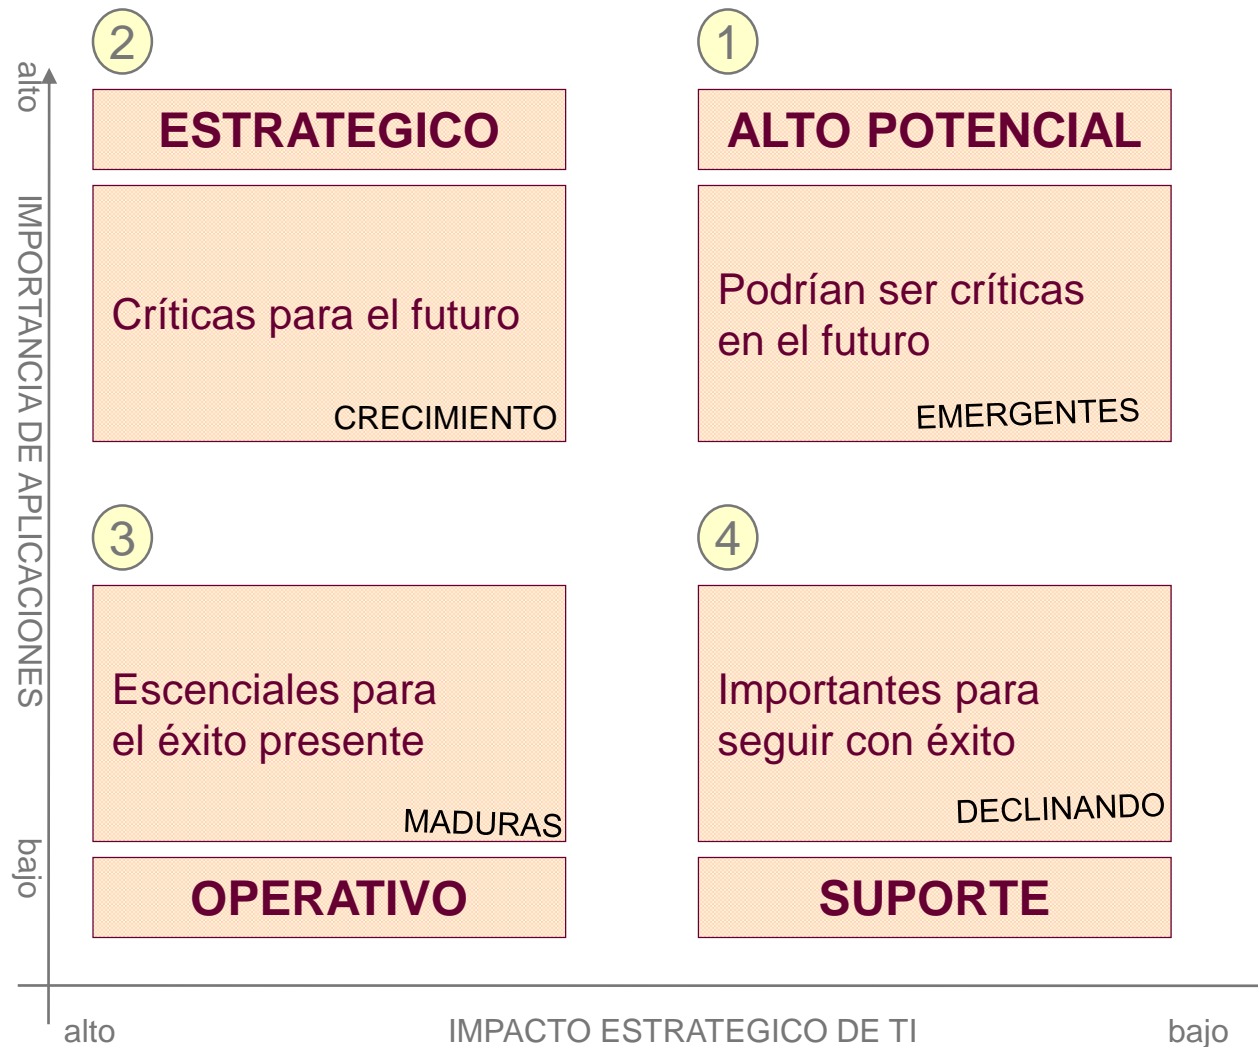 2
1
alto
ESTRATEGICO
ALTO POTENCIAL
IMPORTANCIA DE APLICACIONES
Críticas para el futuro
CRECIMIENTO
Podrían ser críticas
en el futuro
EMERGENTES
3
4
Escenciales para
el éxito presente
MADURAS
Importantes para
seguir con éxito
DECLINANDO
bajo
OPERATIVO
SUPORTE
alto
IMPACTO ESTRATEGICO DE TI
bajo